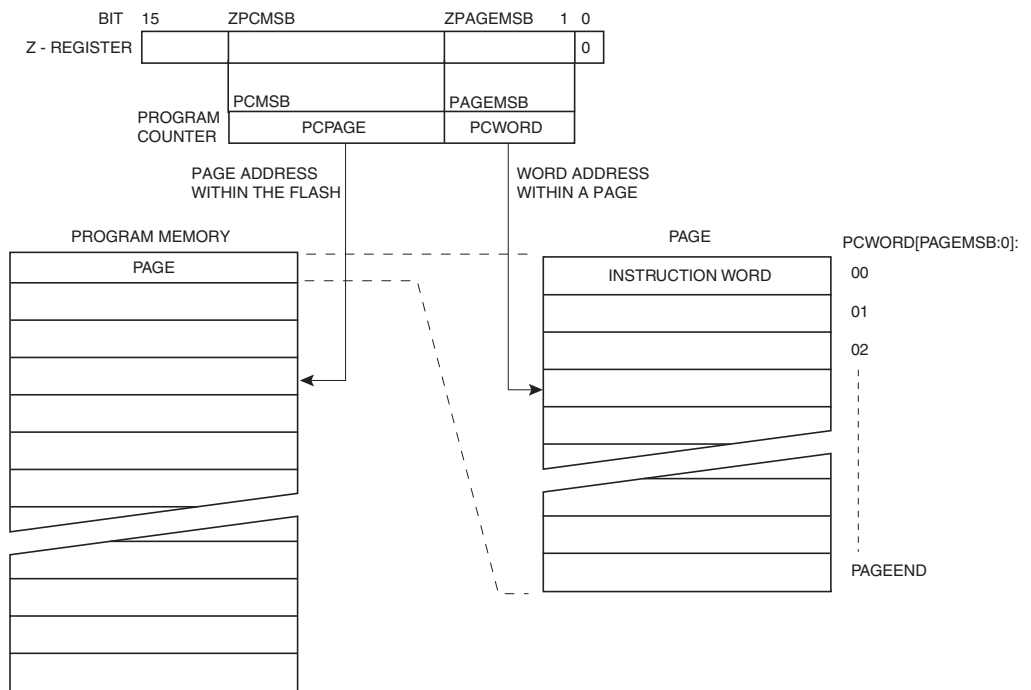 BIT 15 ZPCMSB ZPAGEMSB 1 0
Z - REGISTER 0
PCMSB PAGEMSB
PROGRAM
COUNTER
PCPAGE PCWORD
PAGE ADDRESS
WITHIN THE FLASH
WORD ADDRESS
WITHIN A PAGE
PROGRAM MEMORY
PAGE
PAGE
PCWORD[PAGEMSB:0]:
INSTRUCTION WORD
00
01
02
PAGEEND